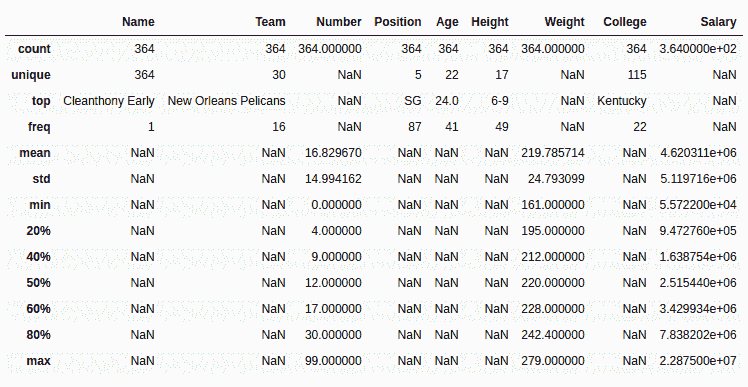 Name Team Number Position Age Height Weight College Salary
count 364 364 364.000000 364 364 364 364.000000 364 3.640000e+02
unique 364 30 NaN 5 22 17 NaN 115 NaN
top Cleanthony Early New Orleans Pelicans NaN SG 24.0 6-9 NaN Kentucky NaN
freq 1 16 NaN 87 41 49 NaN 22 NaN
mean NaN NaN 16.829670 NaN NaN NaN 219.785714 NaN 4.620311e+06
std NaN NaN 14.994162 NaN NaN NaN 24.793099 NaN 5.119716e+06
min NaN NaN 0.000000 NaN NaN NaN 161.000000 NaN 5.572200e+04
20% NaN NaN 4.000000 NaN NaN NaN 195.000000 NaN 9.472760e+05
40% NaN NaN 9.000000 NaN NaN NaN 212.000000 NaN 1.638754e+06
50% NaN NaN 12.000000 NaN NaN NaN 220.000000 NaN 2.515440e+06
60% NaN NaN 17.000000 NaN NaN NaN 228.000000 NaN 3.429934e+06
80% NaN NaN 30.000000 NaN NaN NaN 242.400000 NaN 7.838202e+06
max NaN NaN 99.000000 NaN NaN NaN 279.000000 NaN 2.287500e+07